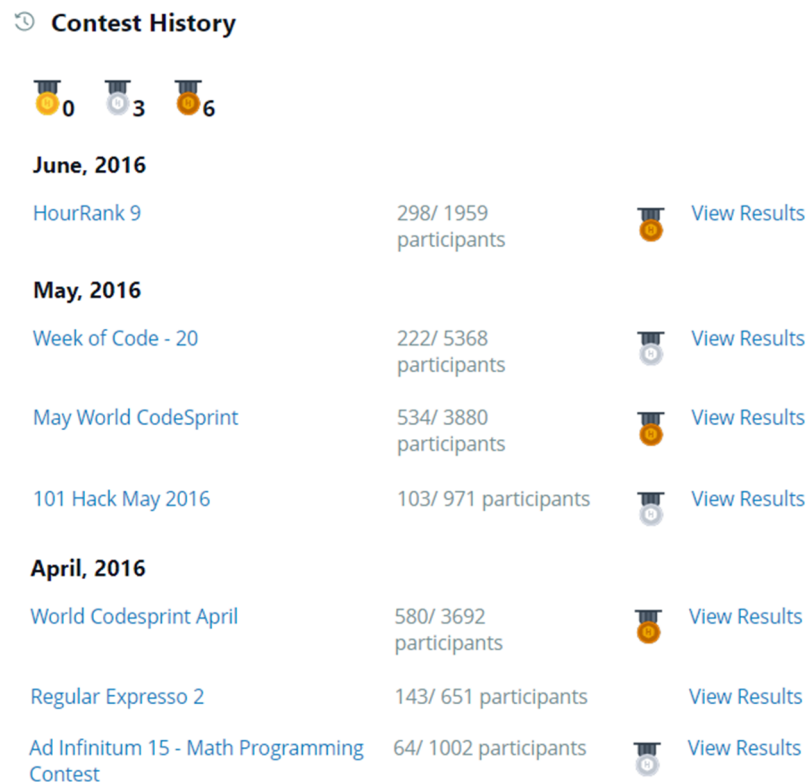 Contest History
0 3 6
June, 2016
HourRank 9 298/ 1959 View Results
participants
May, 2016
Week of Code - 20 222/ 5368 View Results
participants
May World CodeSprint 534/ 3880 View Results
participants
101 Hack May 2016 103/ 971 participants View Results
April, 2016
World Codesprint April 580/ 3692 View Results
participants
Regular Expresso 2 143/ 651 participants View Results
Ad Infinitum 15 - Math Programming 64/ 1002 participants View Results
Contest